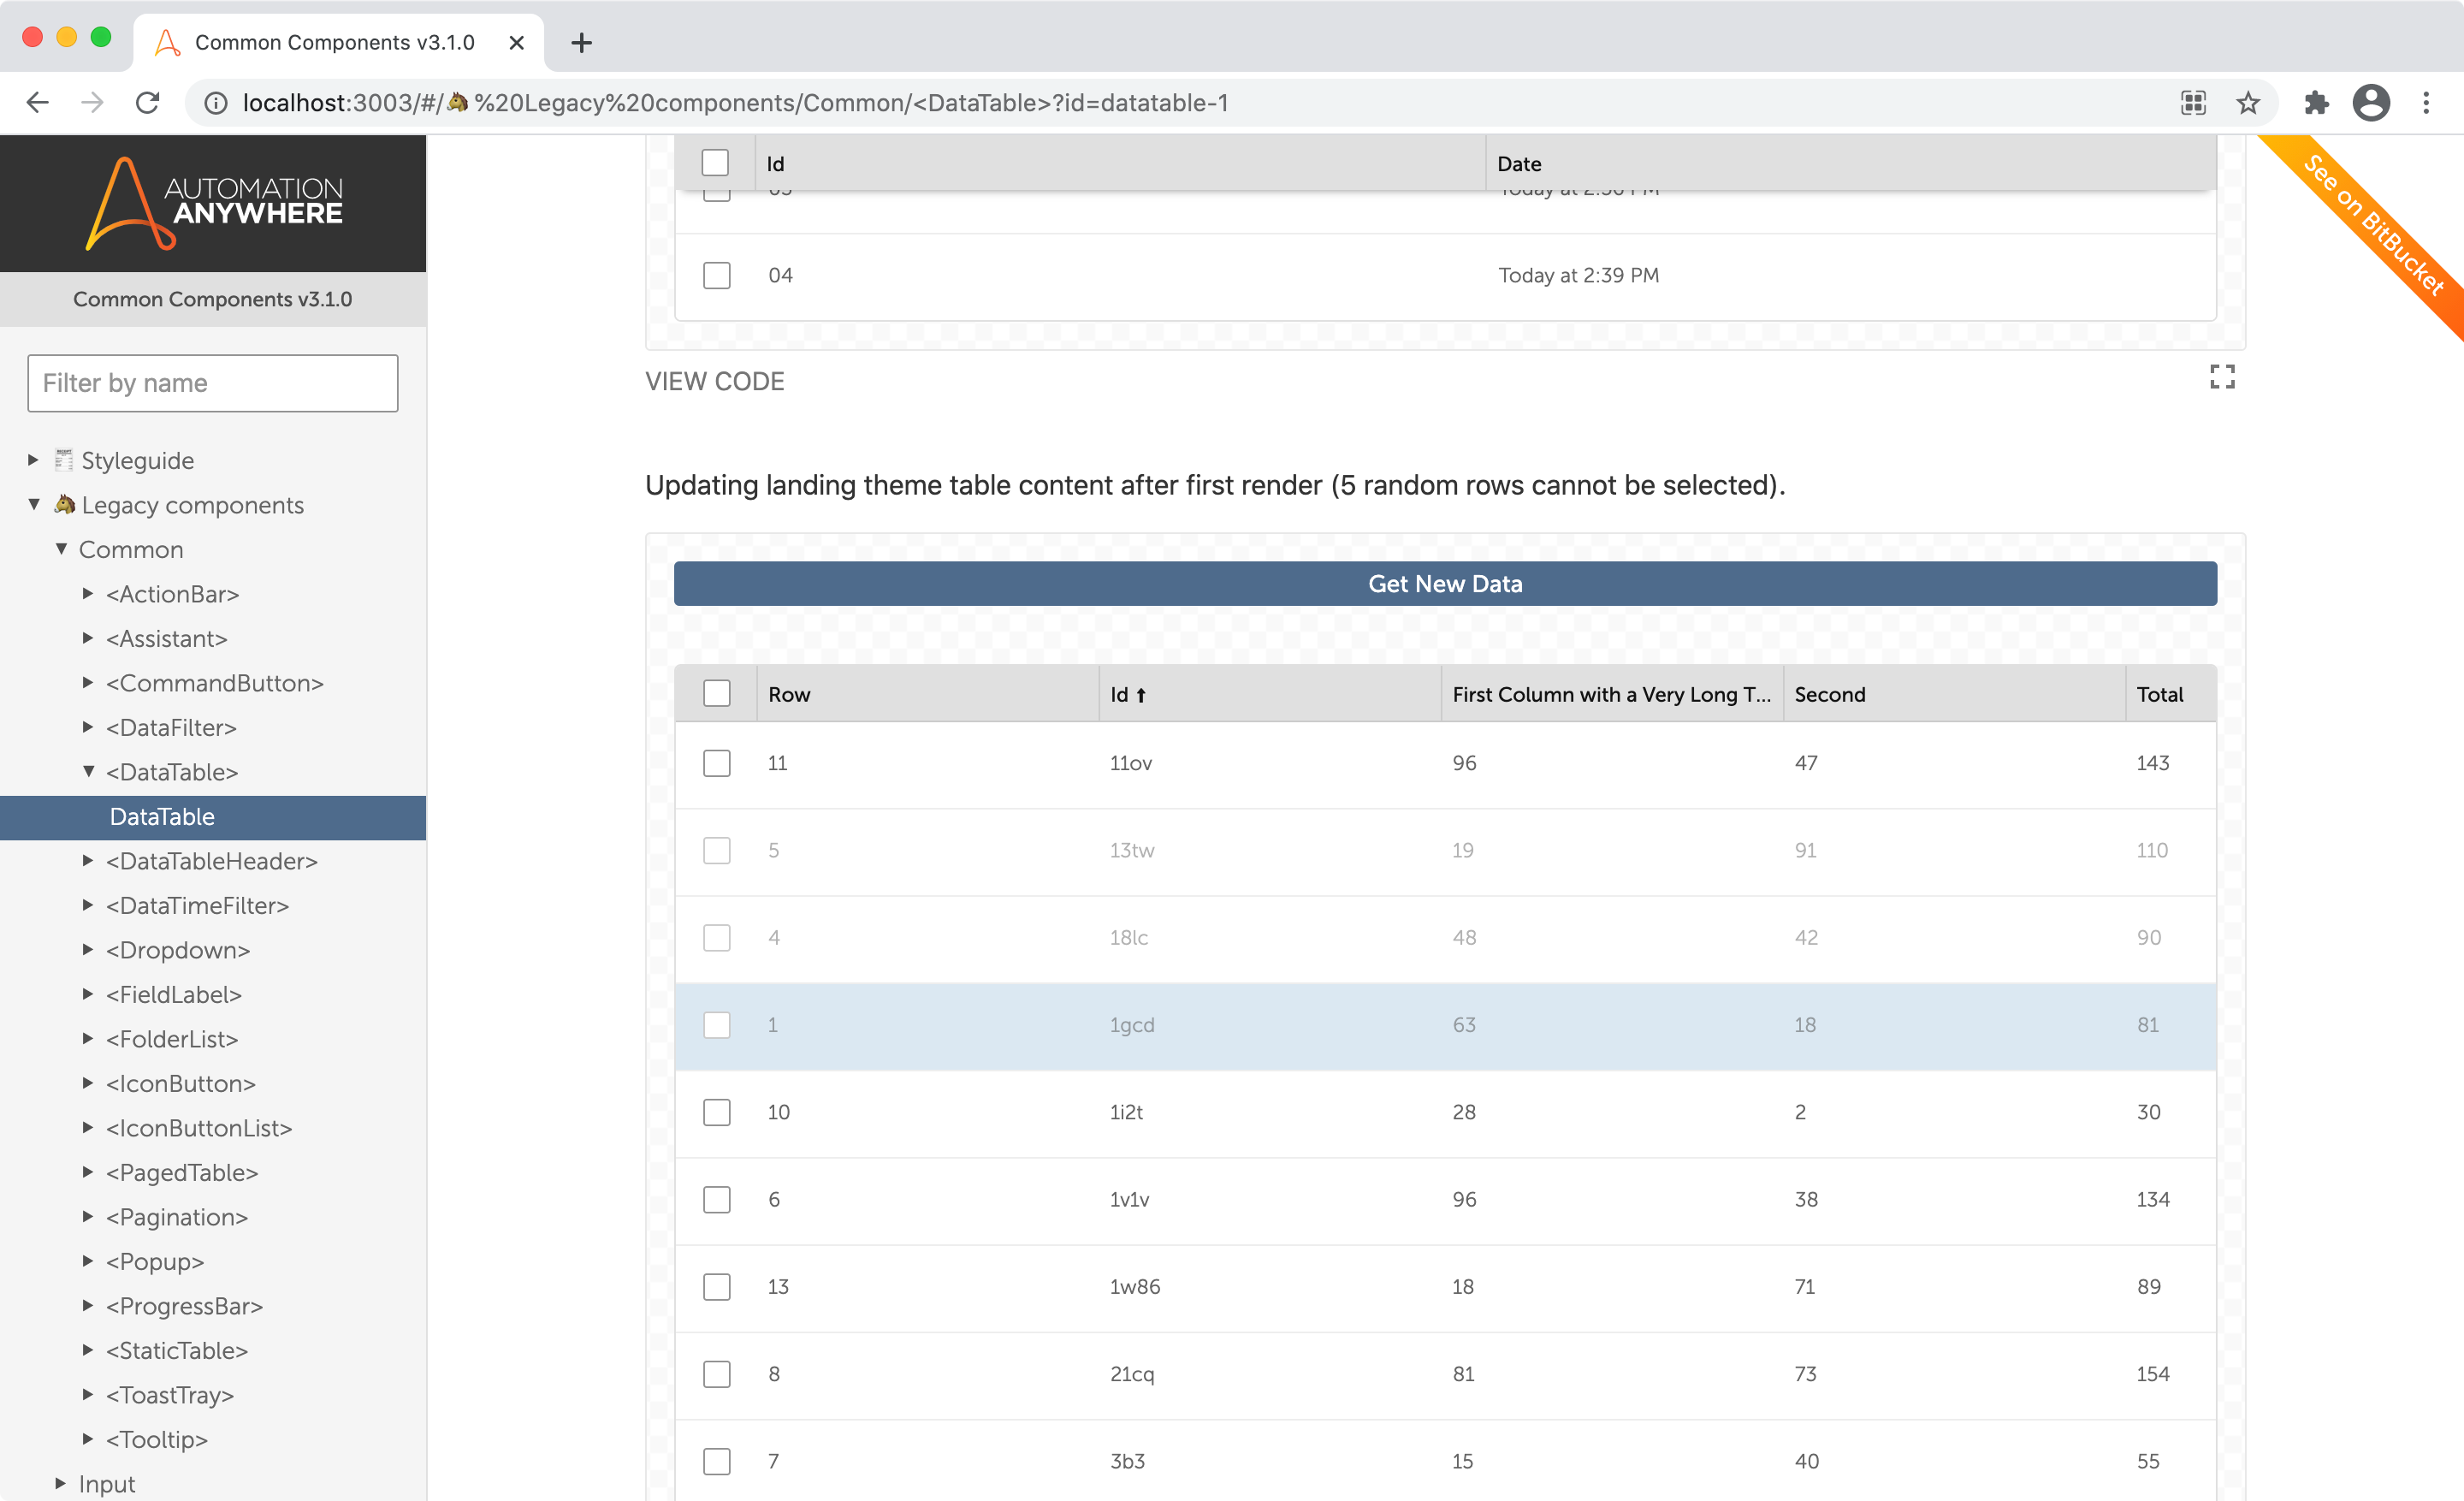 Common Components v3.1.0
localhost:3003/#/🐴%20Legacy%20components/Common/<DataTable>?id=datatable-1
AUTOMATION
ANYWHERE
Common Components v3.1.0
Filter by name
Styleguide
Legacy components
Common
<ActionBar>
<Assistant>
<CommandButton>
<DataFilter>
<DataTable>
DataTable
<DataTableHeader>
<DataTimeFilter>
<Dropdown>
<FieldLabel>
<FolderList>
<IconButton>
<IconButtonList>
<PagedTable>
<Pagination>
<Popup>
<ProgressBar>
<StaticTable>
<ToastTray>
<Tooltip>
Input
See on BitBucket
Id Date
04 Today at 2:39 PM
VIEW CODE
Updating landing theme table content after first render (5 random rows cannot be selected).
Get New Data
Row Id ↑ First Column with a Very Long T... Second Total
11 11ov 96 47 143
5 13tw 19 91 110
4 18lc 48 42 90
1 1gcd 63 18 81
10 1i2t 28 2 30
6 1v1v 96 38 134
13 1w86 18 71 89
8 21cq 81 73 154
7 3b3 15 40 55